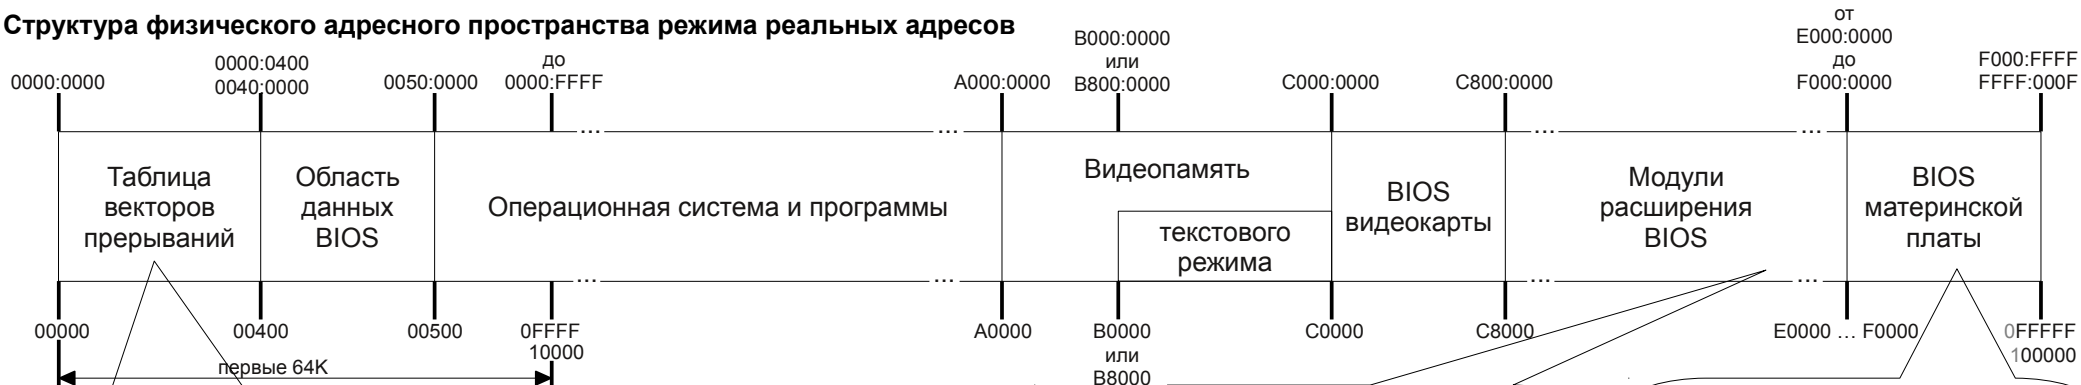 Структура физического адресного пространства режима реальных адресов
0000:0000
0000:0400
0040:0000
0050:0000
до
0000:FFFF
A000:0000
B000:0000
или
B800:0000
C000:0000
C800:0000
от
E000:0000
до
F000:0000
F000:FFFF
FFFF:000F
Таблица
векторов
прерываний
Область
данных
BIOS
...
Операционная система и программы
...
Видеопамять
текстового
режима
BIOS
видеокарты
...
Модули
расширения
BIOS
...
BIOS
материнской
платы
...
...
...
...
00000
00400
00500
0FFFF
10000
A0000
B0000
или
B8000
C0000
C8000
E0000 ... F0000
0FFFFF
100000
первые 64K